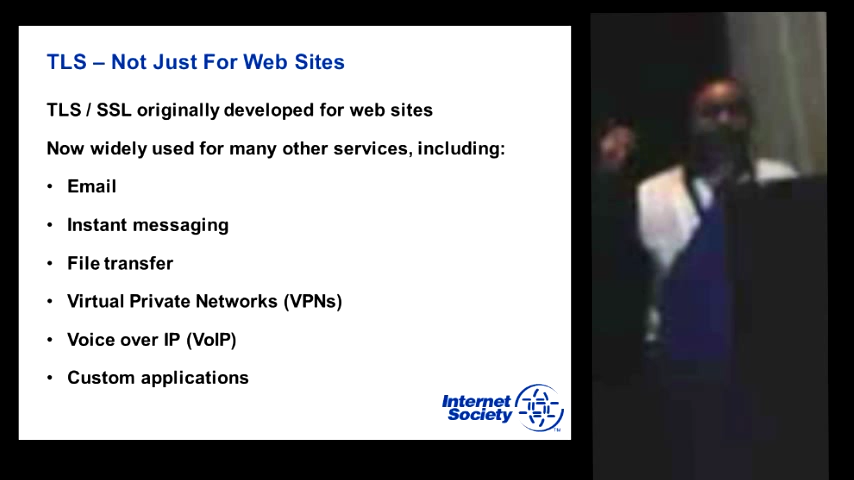 TLS – Not Just For Web Sites
TLS / SSL originally developed for web sites
Now widely used for many other services, including:
• Email
• Instant messaging
• File transfer
• Virtual Private Networks (VPNs)
• Voice over IP (VoIP)
• Custom applications
Internet
Society
TM